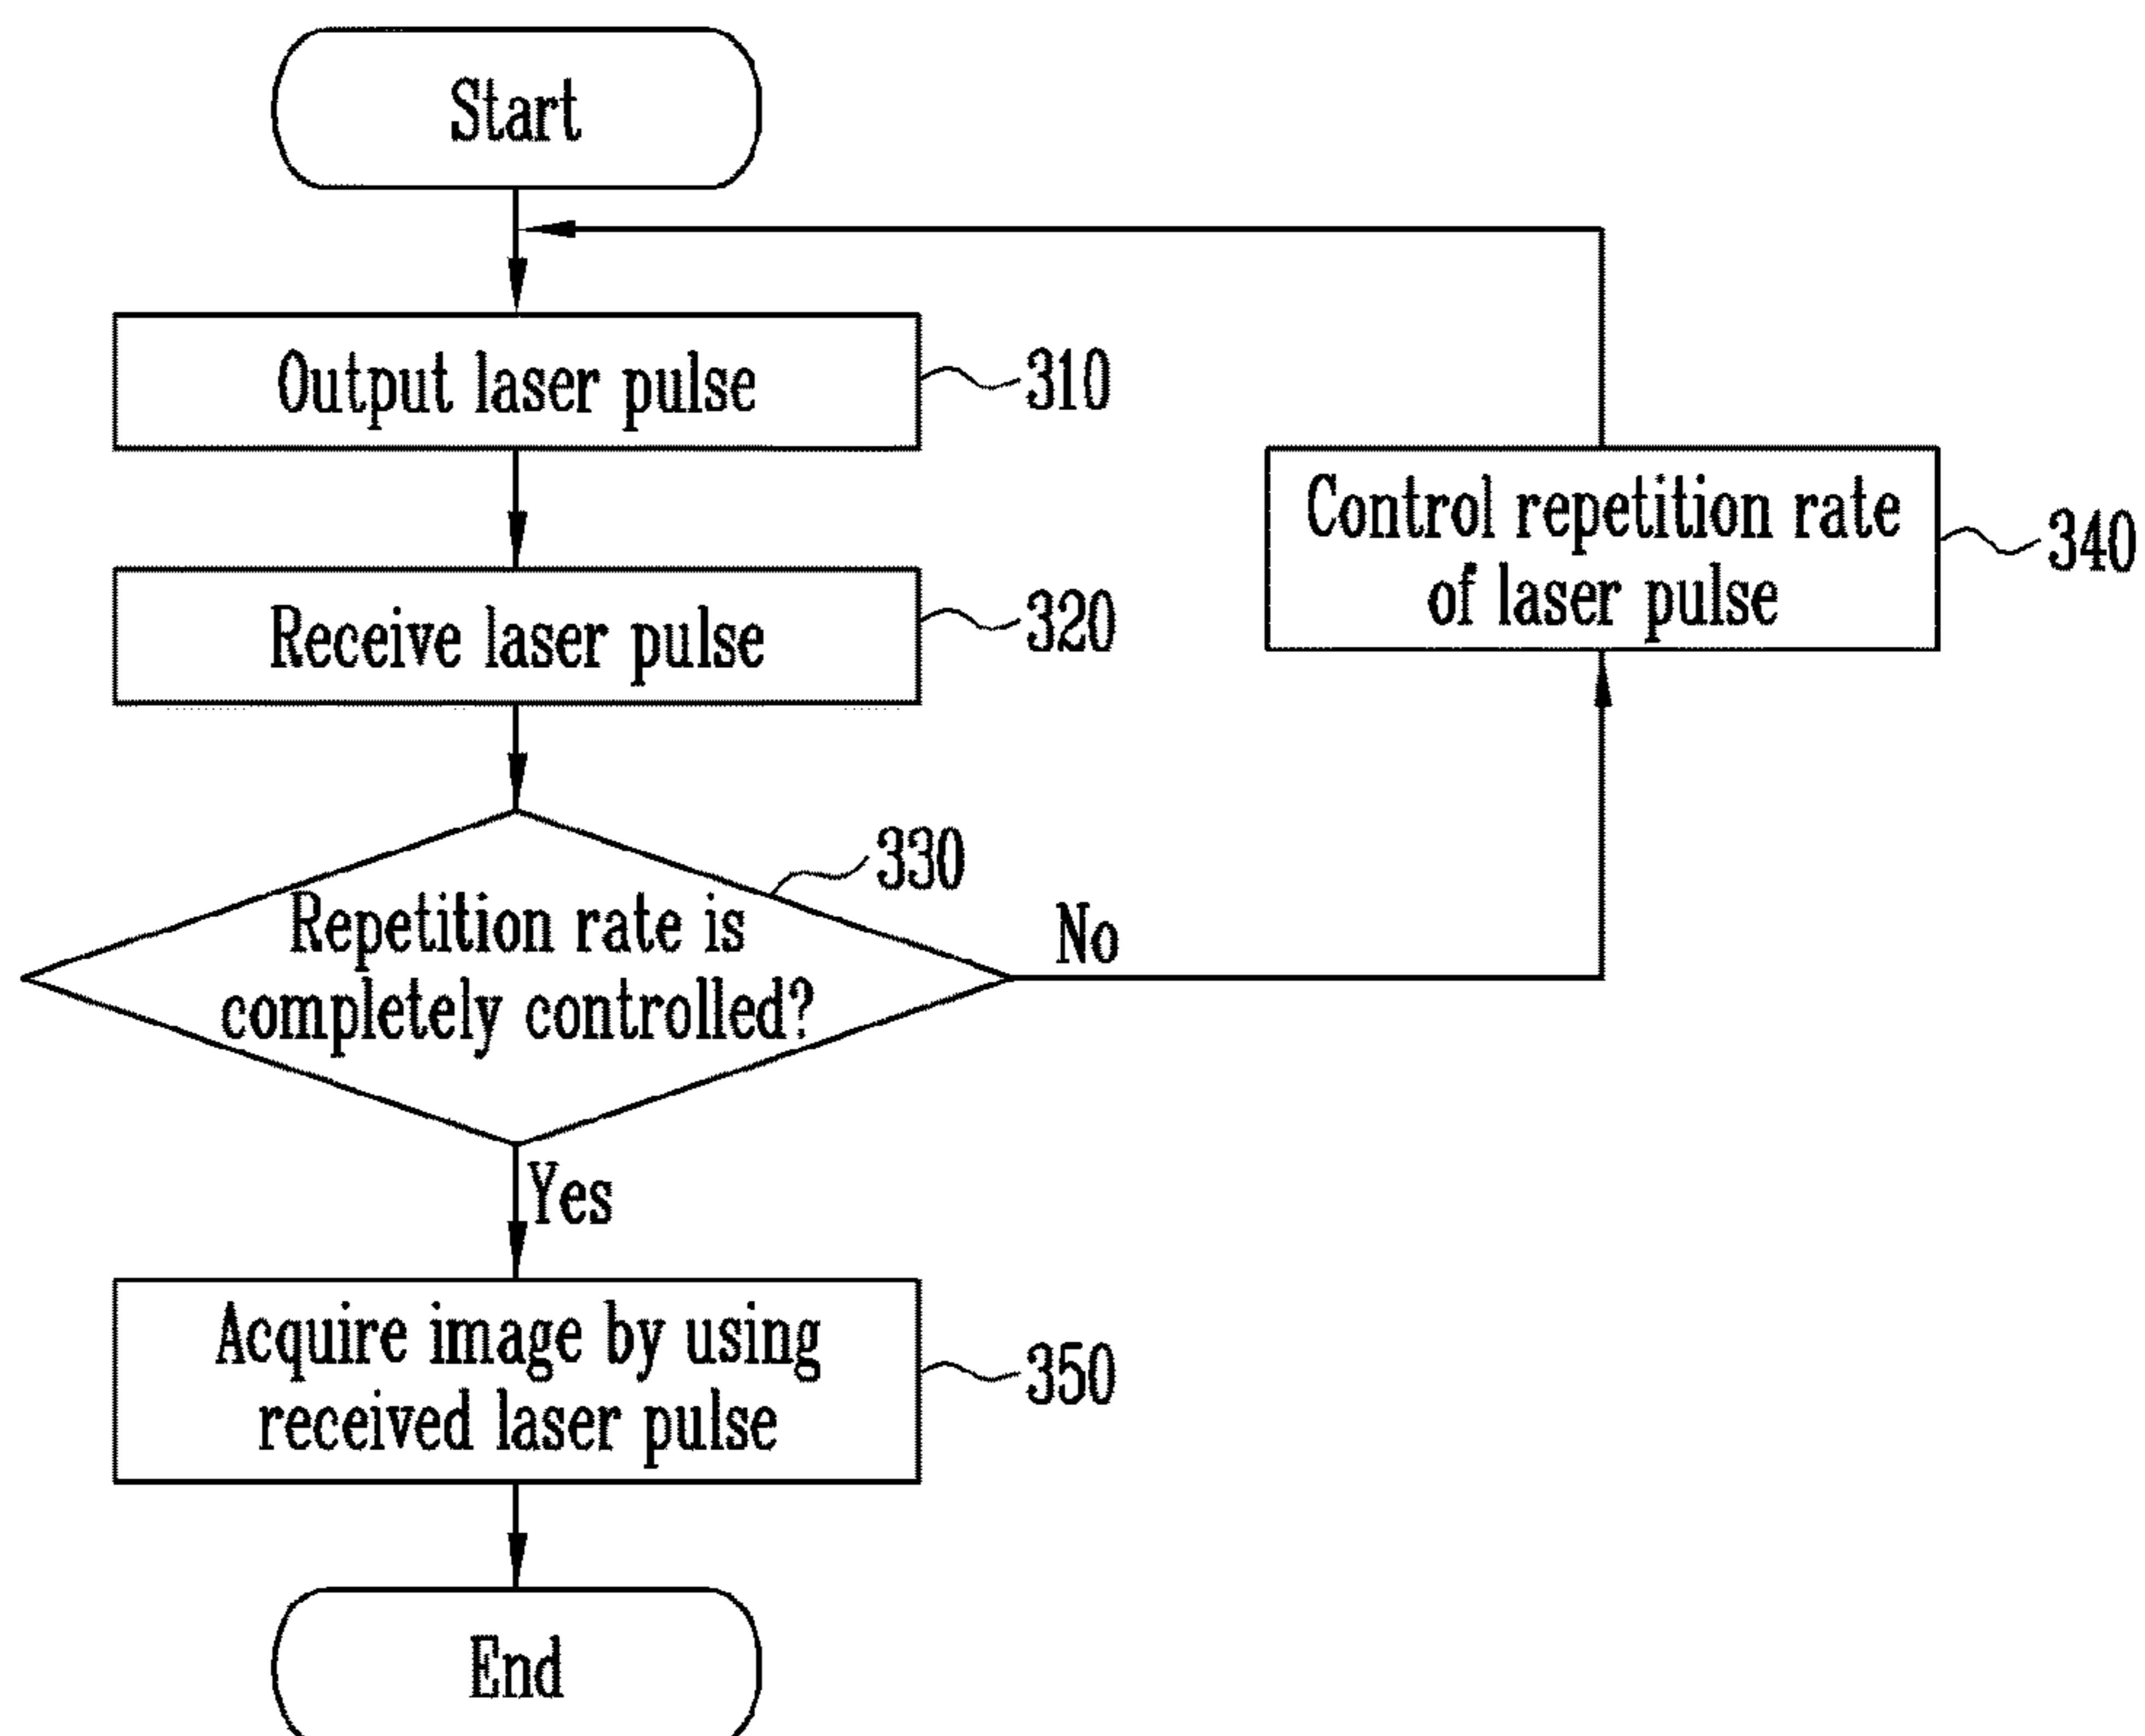 Start
Output laser pulse
310
Receive laser pulse
320
Control repetition rate
of laser pulse
340
330
Repetition rate is
completely controlled?
No
Yes
Acquire image by using
received laser pulse
350
End